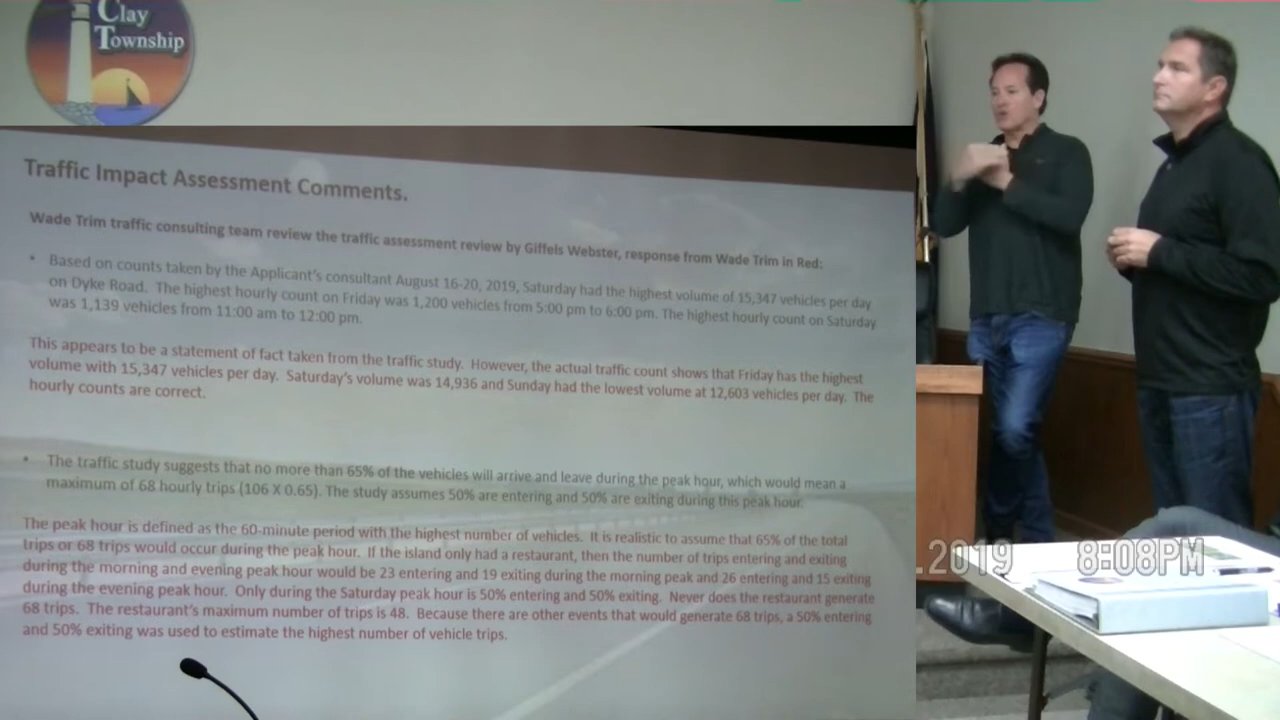 Clay
Township
Traffic Impact Assessment Comments.
Wade Trim traffic consulting team review the traffic assessment review by Giffels Webster, response from Wade Trim in Red:
• Based on counts taken by the Applicant's consultant August 16-20, 2019, Saturday had the highest volume of 15,347 vehicles per day
on Dyke Road. The highest hourly count on Friday was 1,200 vehicles from 5:00 pm to 6:00 pm. The highest hourly count on Saturday
was 1,139 vehicles from 11:00 am to 12:00 pm.
This appears to be a statement of fact taken from the traffic study. However, the actual traffic count shows that Friday has the highest
volume with 15,347 vehicles per day. Saturday's volume was 14,936 and Sunday had the lowest volume at 12,603 vehicles per day. The
hourly counts are correct.
• The traffic study suggests that no more than 65% of the vehicles will arrive and leave during the peak hour, which would mean a
maximum of 68 hourly trips (106 X 0.65). The study assumes 50% are entering and 50% are exiting during this peak hour.
The peak hour is defined as the 60-minute period with the highest number of vehicles. It is realistic to assume that 65% of the total
trips or 68 trips would occur during the peak hour. If the island only had a restaurant, then the number of trips entering and exiting
during the morning and evening peak hour would be 23 entering and 19 exiting during the morning peak and 26 entering and 15 exiting
during the evening peak hour. Only during the Saturday peak hour is 50% entering and 50% exiting. Never does the restaurant generate
68 trips. The restaurant's maximum number of trips is 48. Because there are other events that would generate 68 trips, a 50% entering
and 50% exiting was used to estimate the highest number of vehicle trips.
.2019 8:08PM